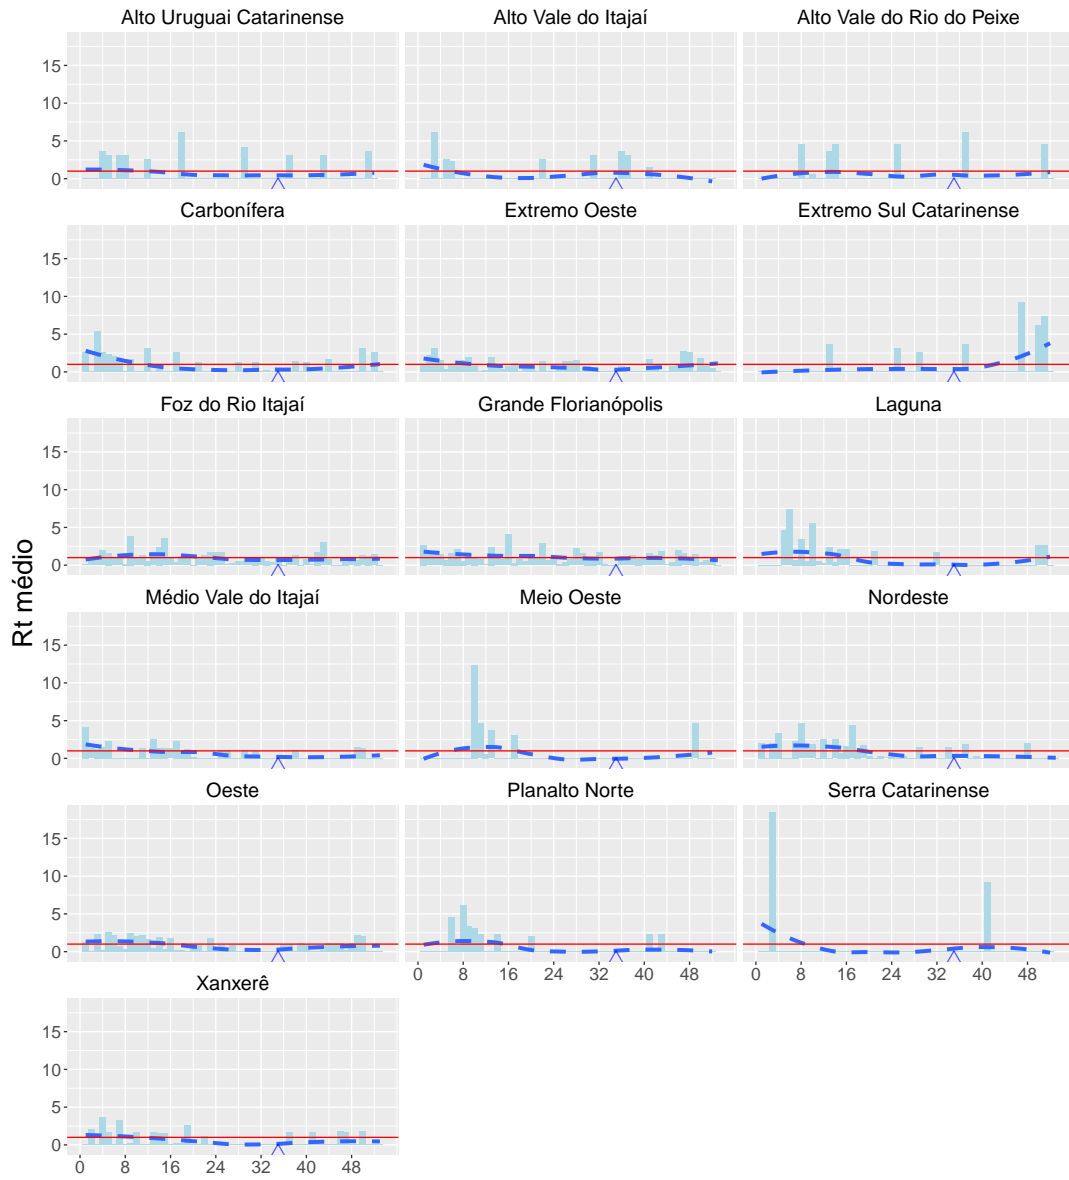 Alto Uruguai Catarinense Alto Vale do Itajaí Alto Vale do Rio do Peixe
15
10
5
0
Carbonífera Extremo Oeste Extremo Sul Catarinense
15
10
5
0
Foz do Rio Itajaí Grande Florianópolis Laguna
15
10
5
0
Rt médio
Médio Vale do Itajaí Meio Oeste Nordeste
15
10
5
0
Oeste Planalto Norte Serra Catarinense
15
10
5
0
0 8 16 24 32 40 48 0 8 16 24 32 40 48
Xanxerê
15
10
5
0
0 8 16 24 32 40 48